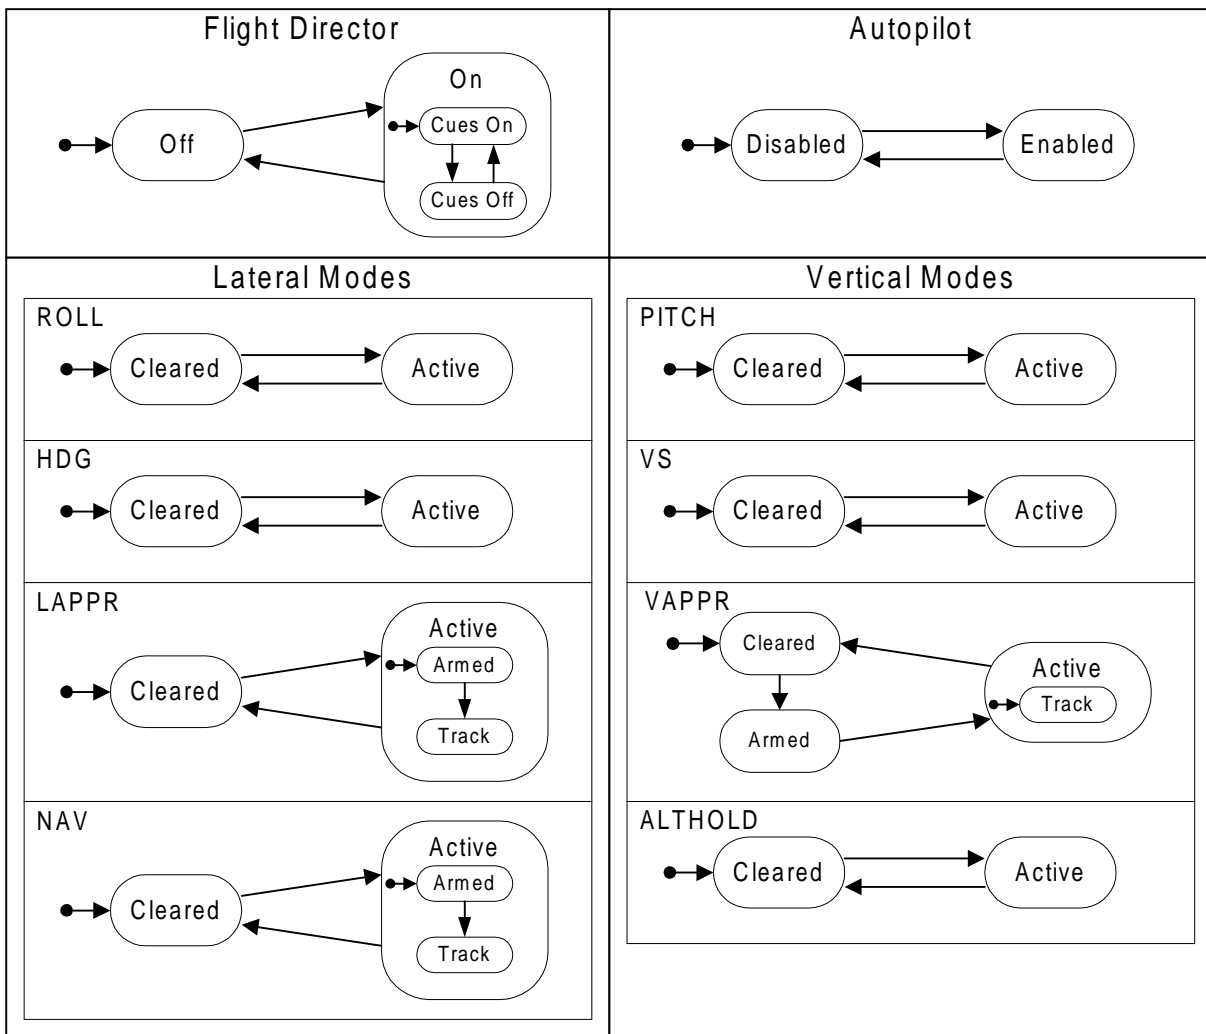 Flight Director
On
Off
Cues On
Cues Off
Autopilot
Disabled
Enabled
Lateral Modes
ROLL
Cleared
Active
HDG
Cleared
Active
LAPPR
Active
Armed
Cleared
Track
NAV
Active
Armed
Cleared
Track
Vertical Modes
PITCH
Cleared
Active
VS
Cleared
Active
VAPPR
Cleared
Active
Track
Armed
ALTHOLD
Cleared
Active